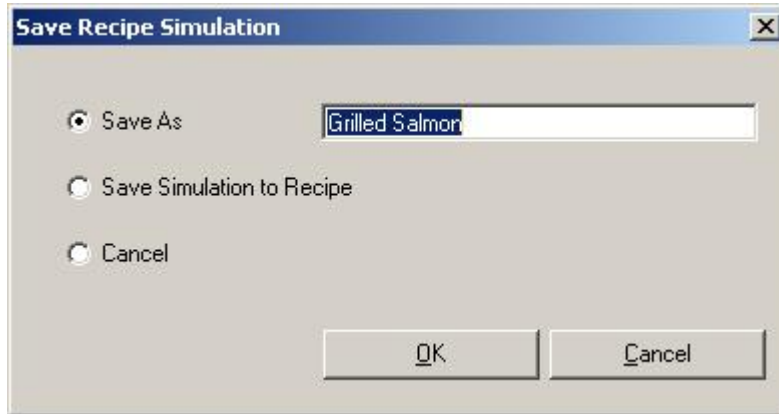 Save Recipe Simulation
Save As Grilled Salmon
Save Simulation to Recipe
Cancel
OK Cancel